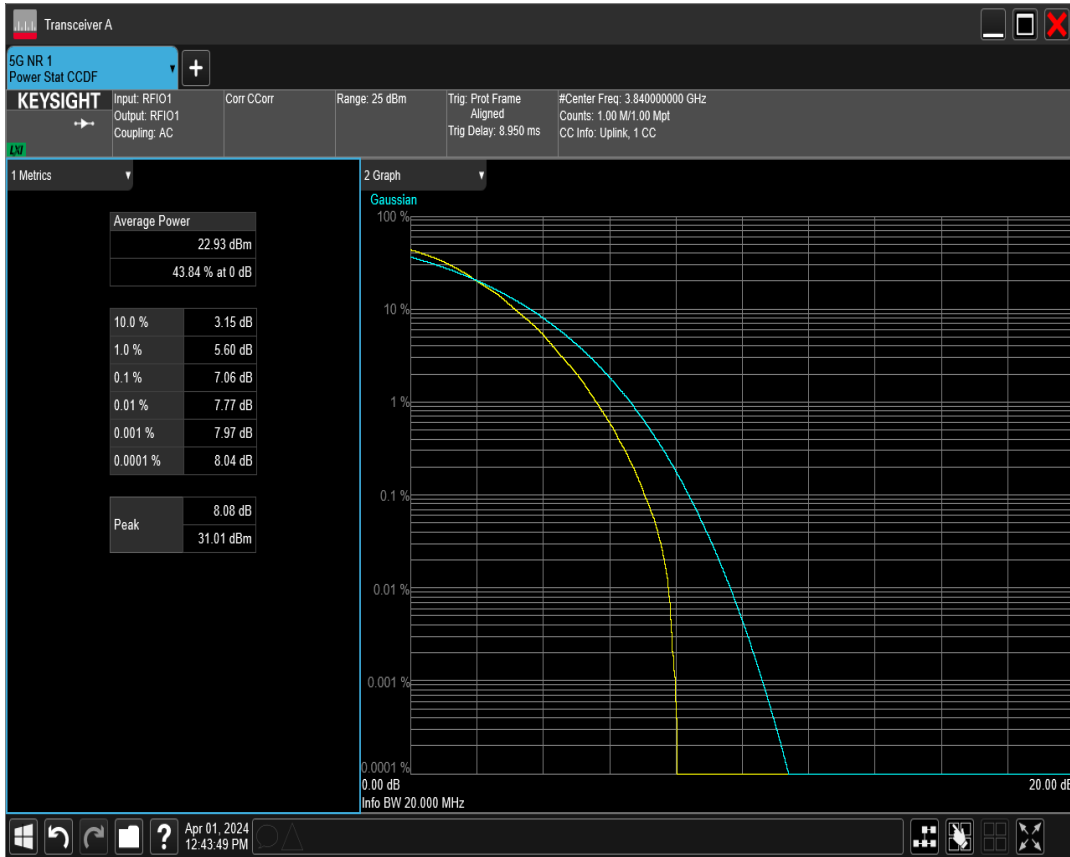 Transceiver A
5G NR 1
Power Stat CCDF
KEYSIGHT
LXI
Input: RFIO1
Output: RFIO1
Coupling: AC
Corr CCorr
Range: 25 dBm
Trig: Prot Frame
Aligned
Trig Delay: 8.950 ms
#Center Freq: 3.840000000 GHz
Counts: 1.00 M/1.00 Mpt
CC Info: Uplink, 1 CC
1 Metrics
Average Power
22.93 dBm
43.84 % at 0 dB
10.0 % 3.15 dB
1.0 % 5.60 dB
0.1 % 7.06 dB
0.01 % 7.77 dB
0.001 % 7.97 dB
0.0001 % 8.04 dB
Peak
8.08 dB
31.01 dBm
2 Graph
Gaussian
100 %
10 %
1 %
0.1 %
0.01 %
0.001 %
0.0001 %
0.00 dB 20.00 dB
Info BW 20.000 MHz
?
Apr 01, 2024
12:43:49 PM